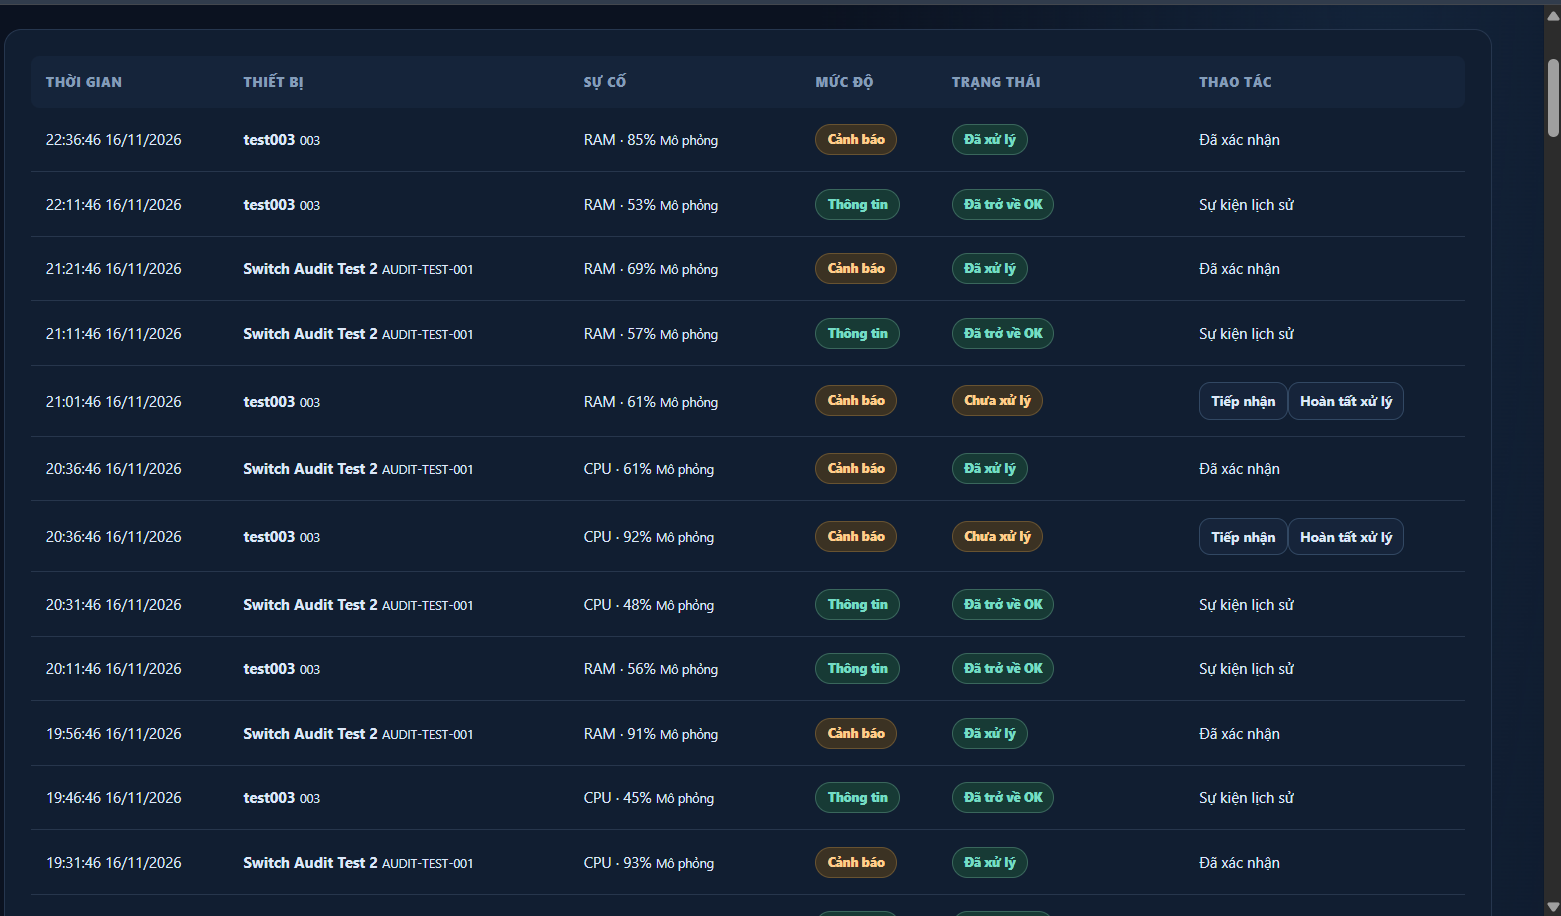 THỜI GIAN THIẾT BỊ SỰ CỐ MỨC ĐỘ TRẠNG THÁI THAO TÁC
22:36:46 16/11/2026 test003 003 RAM · 85% Mô phỏng Cảnh báo Đã xử lý Đã xác nhận
22:11:46 16/11/2026 test003 003 RAM · 53% Mô phỏng Thông tin Đã trở về OK Sự kiện lịch sử
21:21:46 16/11/2026 Switch Audit Test 2 AUDIT-TEST-001 RAM · 69% Mô phỏng Cảnh báo Đã xử lý Đã xác nhận
21:11:46 16/11/2026 Switch Audit Test 2 AUDIT-TEST-001 RAM · 57% Mô phỏng Thông tin Đã trở về OK Sự kiện lịch sử
21:01:46 16/11/2026 test003 003 RAM · 61% Mô phỏng Cảnh báo Chưa xử lý Tiếp nhận Hoàn tất xử lý
20:36:46 16/11/2026 Switch Audit Test 2 AUDIT-TEST-001 CPU · 61% Mô phỏng Cảnh báo Đã xử lý Đã xác nhận
20:36:46 16/11/2026 test003 003 CPU · 92% Mô phỏng Cảnh báo Chưa xử lý Tiếp nhận Hoàn tất xử lý
20:31:46 16/11/2026 Switch Audit Test 2 AUDIT-TEST-001 CPU · 48% Mô phỏng Thông tin Đã trở về OK Sự kiện lịch sử
20:11:46 16/11/2026 test003 003 RAM · 56% Mô phỏng Thông tin Đã trở về OK Sự kiện lịch sử
19:56:46 16/11/2026 Switch Audit Test 2 AUDIT-TEST-001 RAM · 91% Mô phỏng Cảnh báo Đã xử lý Đã xác nhận
19:46:46 16/11/2026 test003 003 CPU · 45% Mô phỏng Thông tin Đã trở về OK Sự kiện lịch sử
19:31:46 16/11/2026 Switch Audit Test 2 AUDIT-TEST-001 CPU · 93% Mô phỏng Cảnh báo Đã xử lý Đã xác nhận